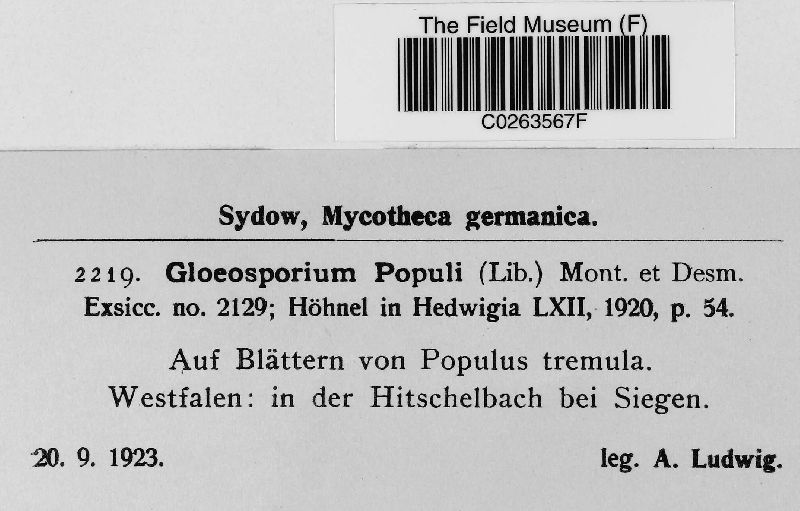 The Field Museum (F)
C0263567F
Sydow, Mycotheca germanica.
2219. Gloeosporium Populi (Lib.) Mont. et Desm.
Exsicc. no. 2129; Höhnel in Hedwigia LXII, 1920, p. 54.
Auf Blättern von Populus tremula.
Westfalen: in der Hitschelbach bei Siegen.
20. 9. 1923. leg. A. Ludwig.